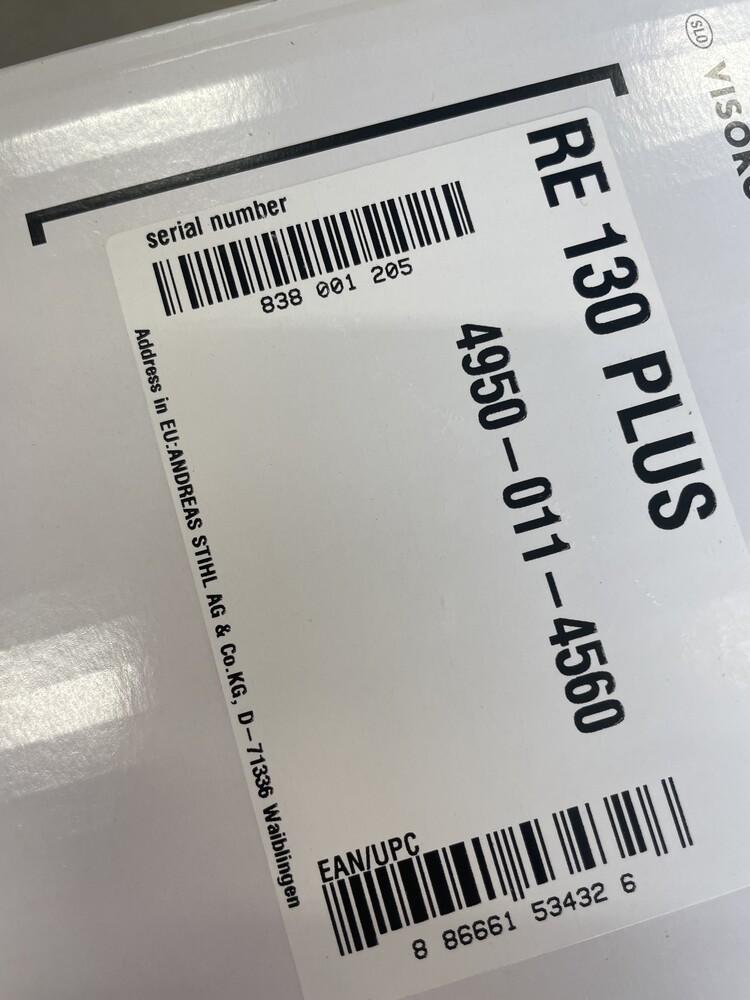 SLO
RE 130 PLUS
4950-011-4560
serial number
838 001 205
Address in EU:ANDREAS STIHL AG & Co.KG, D-71336 Waiblingen
EAN/UPC
8 86661 53432 6